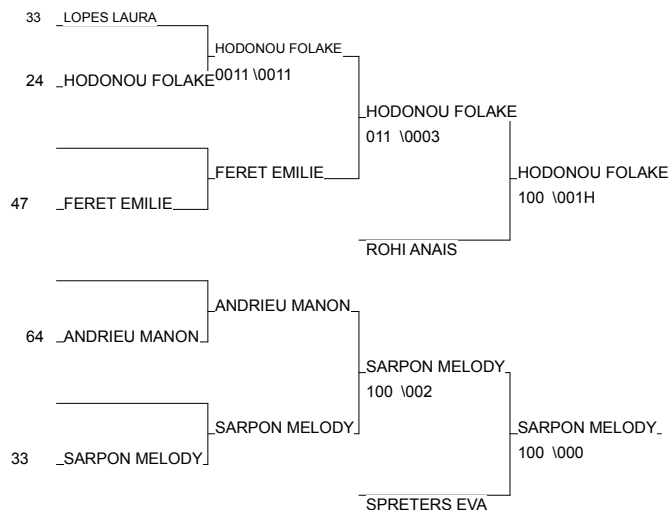 33 LOPES LAURA
HODONOU FOLAKE
24 HODONOU FOLAKE
0011 \0011
HODONOU FOLAKE
011 \0003
FERET EMILIE
47 FERET EMILIE
HODONOU FOLAKE
100 \001H
ROHI ANAIS
ANDRIEU MANON
64 ANDRIEU MANON
SARPON MELODY
100 \002
SARPON MELODY
33 SARPON MELODY
SARPON MELODY
100 \000
SPRETERS EVA